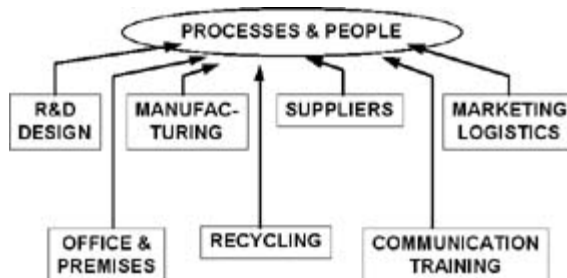 PROCESSES & PEOPLE
R&D
DESIGN
MANUFAC-
TURING
SUPPLIERS
MARKETING
LOGISTICS
OFFICE &
PREMISES
RECYCLING
COMMUNICATION
TRAINING